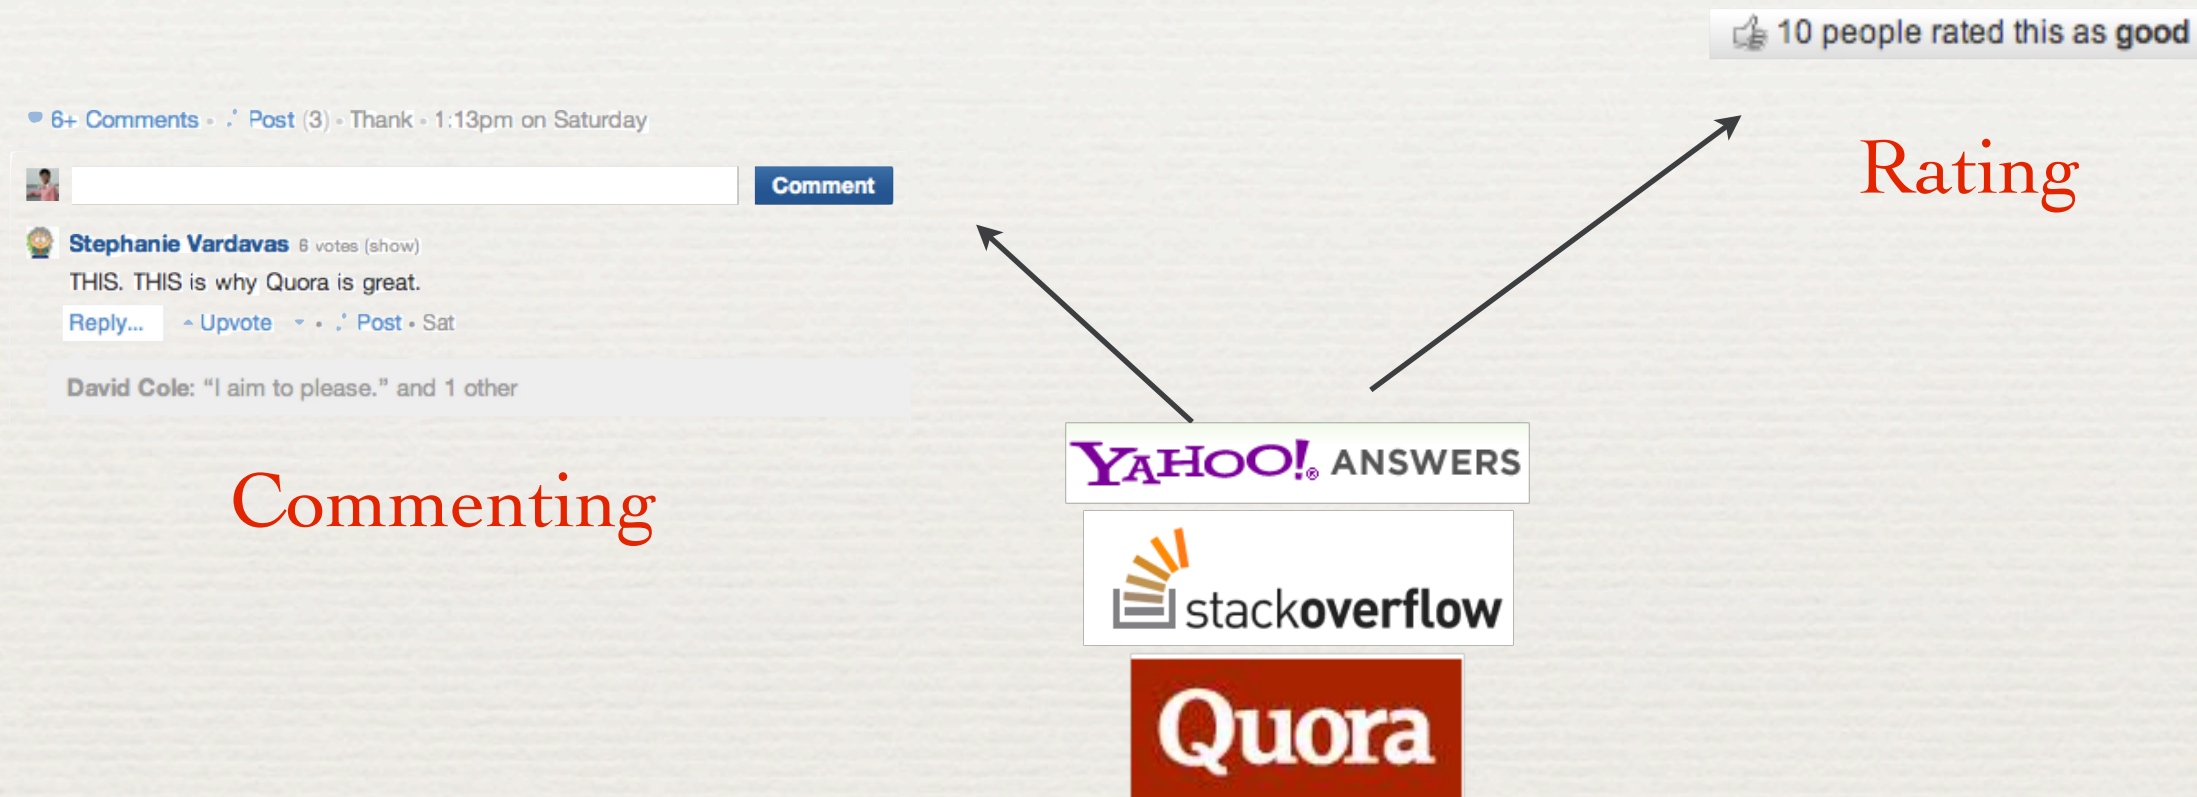 10 people rated this as good
6+ Comments • Post (3) • Thank • 1:13pm on Saturday
Rating
Comment
Stephanie Vardavas 6 votes (show)
THIS. THIS is why Quora is great.
Reply... Upvote • Post • Sat
David Cole: “I aim to please.” and 1 other
YAHOO!® ANSWERS
Commenting
stackoverflow
Quora